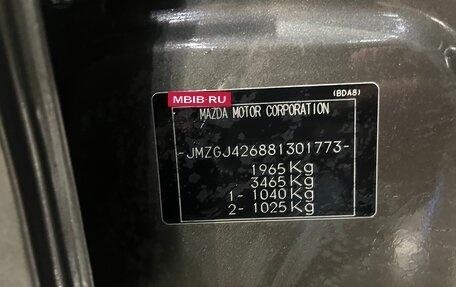 (BDA8)
MBIB-RU
MAZDA MOTOR CORPORATION
-JMZGJ426881301773-
1965 Kg
3465 Kg
1- 1040 Kg
2- 1025 Kg